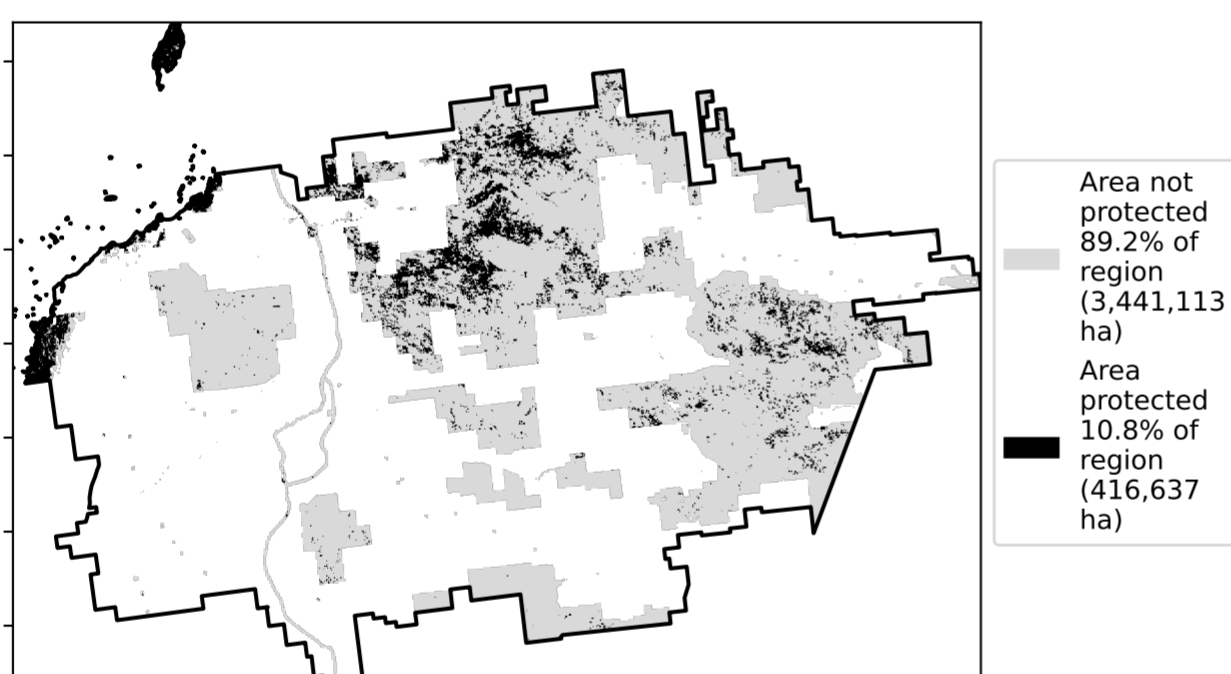 Area not
protected
89.2% of
region
(3,441,113
ha)
Area
protected
10.8% of
region
(416,637
ha)